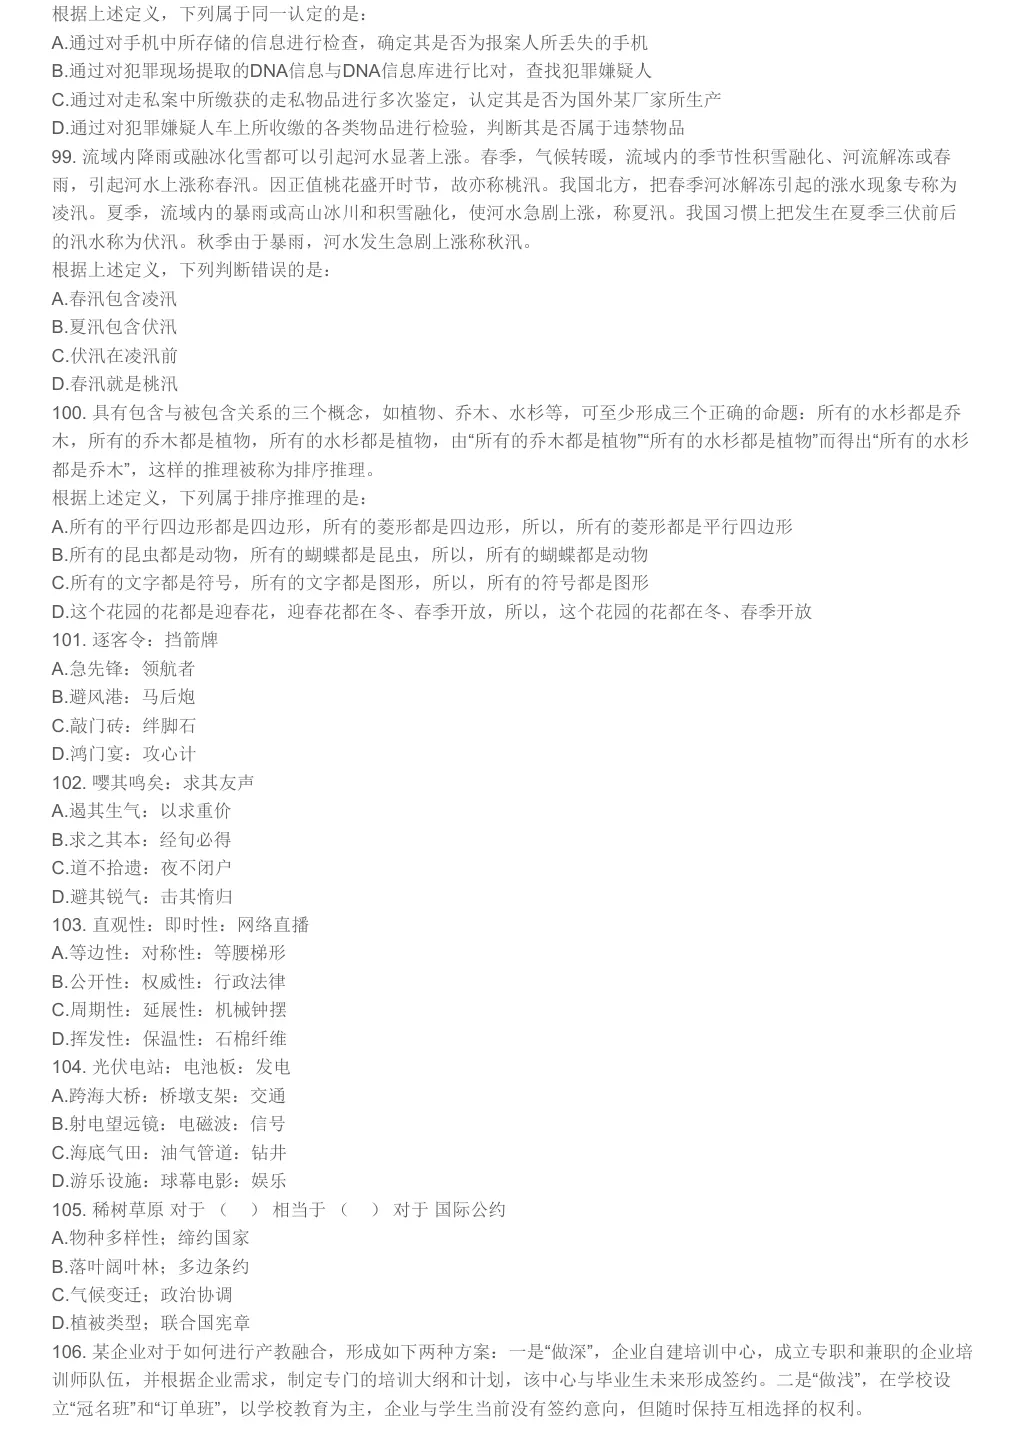 根据上述定义，下列属于同一认定的是：
A.通过对手机中所存储的信息进行检查，确定其是否为报案人所丢失的手机
B.通过对犯罪现场提取的DNA信息与DNA信息库进行比对，查找犯罪嫌疑人
C.通过对走私案中所缴获的走私物品进行多次鉴定，认定其是否为国外某厂家所生产
D.通过对犯罪嫌疑人车上所收缴的各类物品进行检验，判断其是否属于违禁物品
99. 流域内降雨或融冰化雪都可以引起河水显著上涨。春季，气候转暖，流域内的季节性积雪融化、河流解冻或春
雨，引起河水上涨称春汛。因正值桃花盛开时节，故亦称桃汛。我国北方，把春季河冰解冻引起的涨水现象专称为
凌汛。夏季，流域内的暴雨或高山冰川和积雪融化，使河水急剧上涨，称夏汛。我国习惯上把发生在夏季三伏前后
的汛水称为伏汛。秋季由于暴雨，河水发生急剧上涨称秋汛。
根据上述定义，下列判断错误的是：
A.春汛包含凌汛
B.夏汛包含伏汛
C.伏汛在凌汛前
D.春汛就是桃汛
100. 具有包含与被包含关系的三个概念，如植物、乔木、水杉等，可至少形成三个正确的命题：所有的水杉都是乔
木，所有的乔木都是植物，所有的水杉都是植物，由“所有的乔木都是植物”“所有的水杉都是植物”而得出“所有的水杉
都是乔木”，这样的推理被称为排序推理。
根据上述定义，下列属于排序推理的是：
A.所有的平行四边形都是四边形，所有的菱形都是四边形，所以，所有的菱形都是平行四边形
B.所有的昆虫都是动物，所有的蝴蝶都是昆虫，所以，所有的蝴蝶都是动物
C.所有的文字都是符号，所有的文字都是图形，所以，所有的符号都是图形
D.这个花园的花都是迎春花，迎春花都在冬、春季开放，所以，这个花园的花都在冬、春季开放
101. 逐客令：挡箭牌
A.急先锋：领航者
B.避风港：马后炮
C.敲门砖：绊脚石
D.鸿门宴：攻心计
102. 嘤其鸣矣：求其友声
A.遏其生气：以求重价
B.求之其本：经旬必得
C.道不拾遗：夜不闭户
D.避其锐气：击其惰归
103. 直观性：即时性：网络直播
A.等边性：对称性：等腰梯形
B.公开性：权威性：行政法律
C.周期性：延展性：机械钟摆
D.挥发性：保温性：石棉纤维
104. 光伏电站：电池板：发电
A.跨海大桥：桥墩支架：交通
B.射电望远镜：电磁波：信号
C.海底气田：油气管道：钻井
D.游乐设施：球幕电影：娱乐
105. 稀树草原 对于 （　） 相当于 （　） 对于 国际公约
A.物种多样性；缔约国家
B.落叶阔叶林；多边条约
C.气候变迁；政治协调
D.植被类型；联合国宪章
106. 某企业对于如何进行产教融合，形成如下两种方案：一是“做深”，企业自建培训中心，成立专职和兼职的企业培
训师队伍，并根据企业需求，制定专门的培训大纲和计划，该中心与毕业生未来形成签约。二是“做浅”，在学校设
立“冠名班”和“订单班”，以学校教育为主，企业与学生当前没有签约意向，但随时保持互相选择的权利。